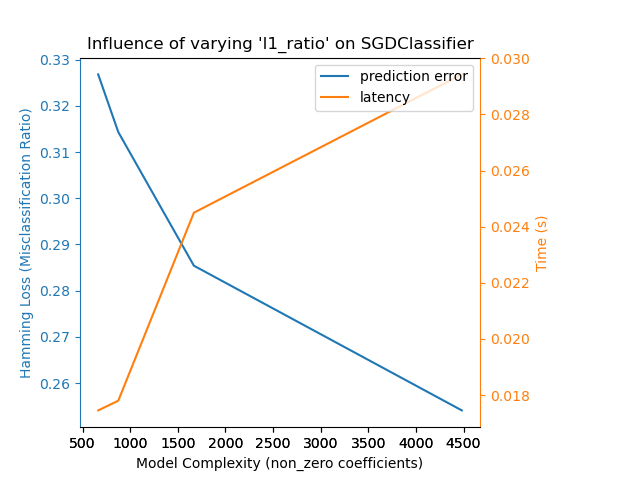 Influence of varying 'l1_ratio' on SGDClassifier
prediction error
latency
Hamming Loss (Misclassification Ratio)
0.33
0.32
0.31
0.30
0.29
0.28
0.27
0.26
0.030
0.028
0.026
0.024
0.022
0.020
0.018
Time (s)
500 1000 1500 2000 2500 3000 3500 4000 4500
Model Complexity (non_zero coefficients)